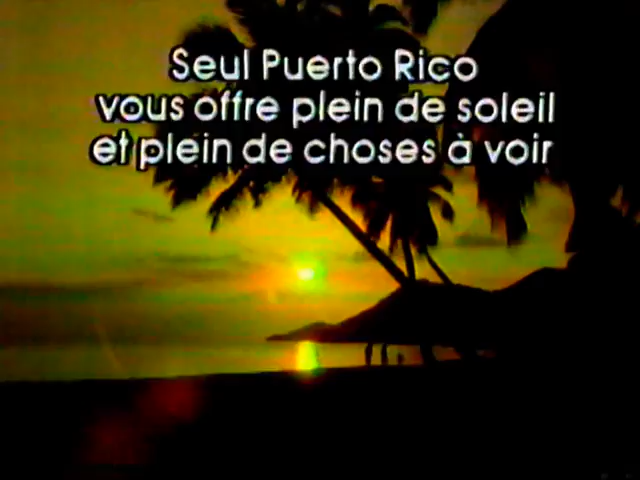 Seul Puerto Rico
vous offre plein de soleil
et plein de choses à voir